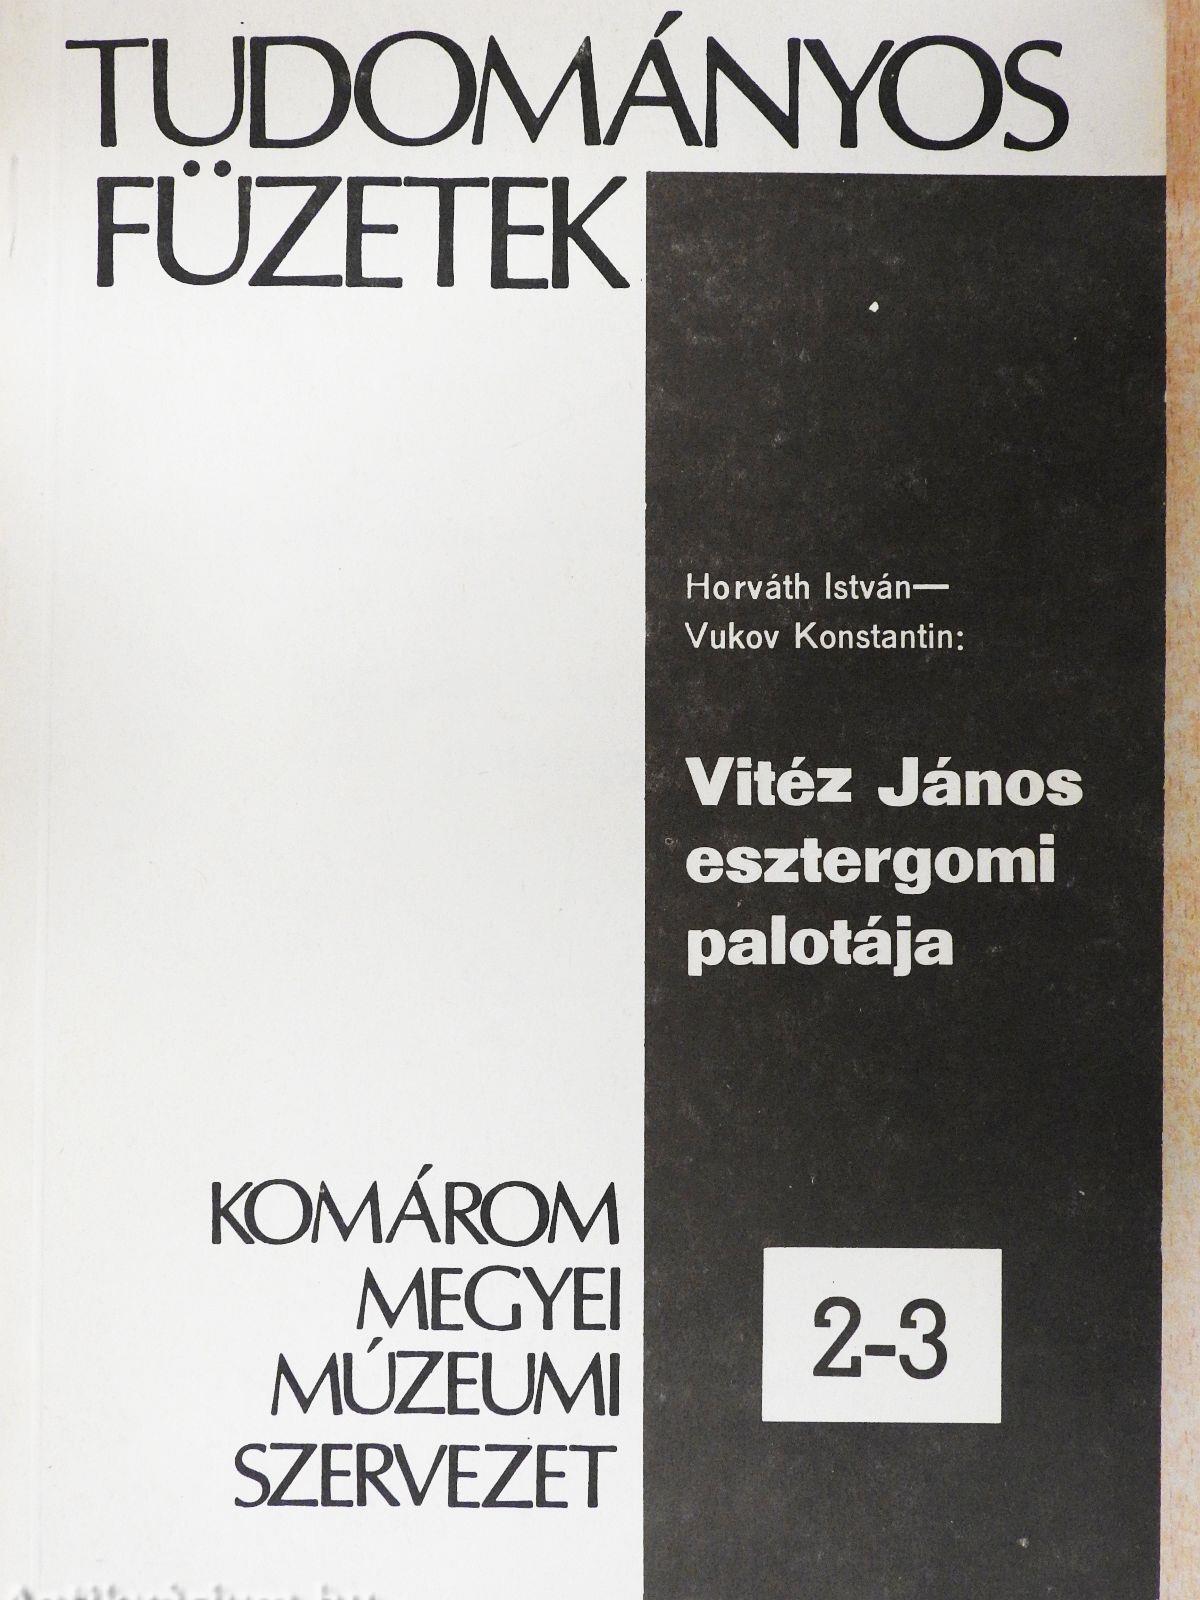 TUDOMÁNYOS
FÜZETEK
Horváth István—
Vukov Konstantin:
Vitéz János
esztergomi
palotája
KOMÁROM
MEGYEI
MÚZEUMI
SZERVEZET
2-3